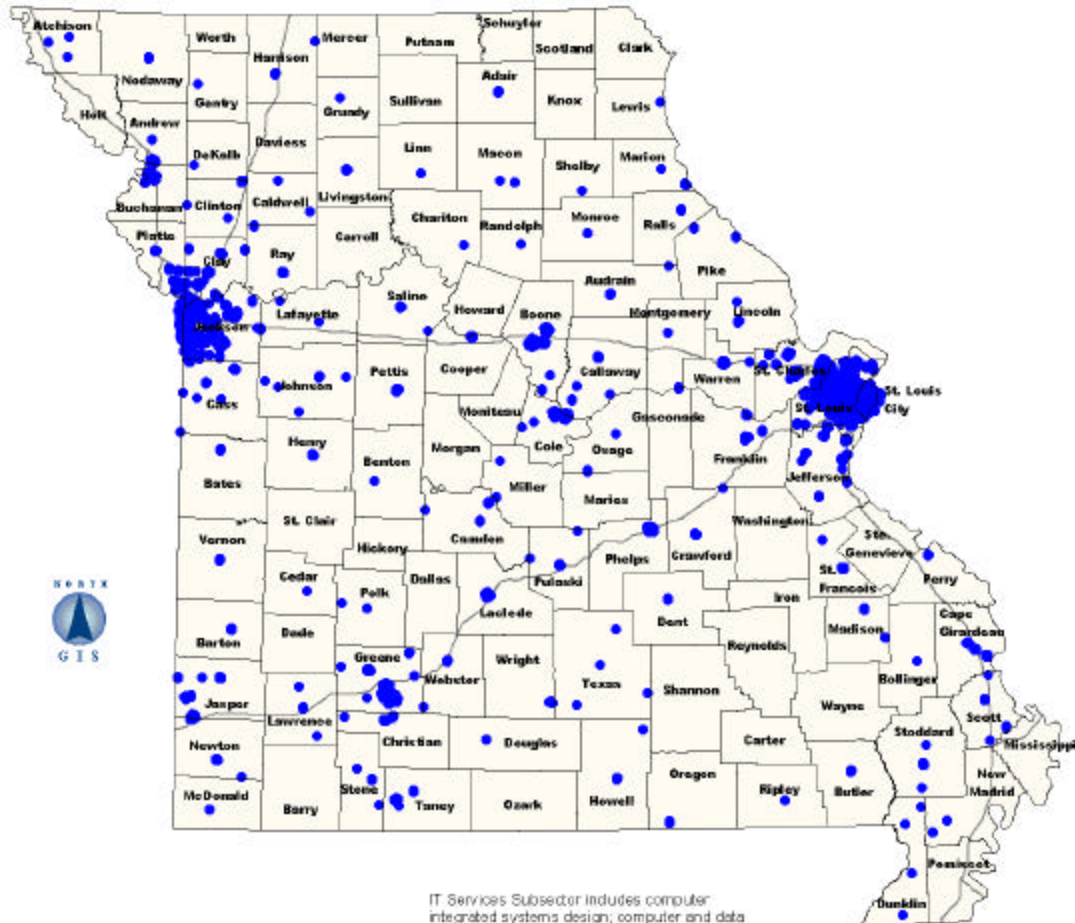 Atchison
Worth
Mercer
Putnam
Schuyler
Scotland
Clark
Nodaway
Harrison
Adair
Gentry
Grundy
Sullivan
Knox
Lewis
Holt
Andrew
DeKalb
Daviess
Linn
Macon
Shelby
Marion
Buchanan
Clinton
Caldwell
Livingston
Chariton
Randolph
Monroe
Ralls
Platte
Clay
Ray
Carroll
Audrain
Pike
Jackson
Lafayette
Saline
Howard
Boone
Montgomery
Lincoln
Cass
Johnson
Pettis
Cooper
Callaway
Warren
St. Charles
St. Louis
St. Louis
City
Moniteau
Gasconade
Henry
Benton
Morgan
Cole
Osage
Franklin
Jefferson
Bates
Miller
Maries
St. Clair
Camden
Washington
Ste.
Genevieve
Vernon
Hickory
Phelps
Crawford
St.
Francois
Perry
Cedar
Polk
Dallas
Pulaski
Laclede
Dent
Iron
Madison
Cape
Girardeau
NORTH
GIS
Barton
Dade
Greene
Webster
Wright
Texas
Reynolds
Shannon
Bollinger
Jasper
Lawrence
Wayne
Scott
Newton
Christian
Douglas
Carter
Stoddard
Mississippi
McDonald
Barry
Stone
Taney
Ozark
Howell
Oregon
Ripley
Butler
New
Madrid
Pemiscot
Dunklin
IT Services Subsector includes computer
integrated systems design; computer and data